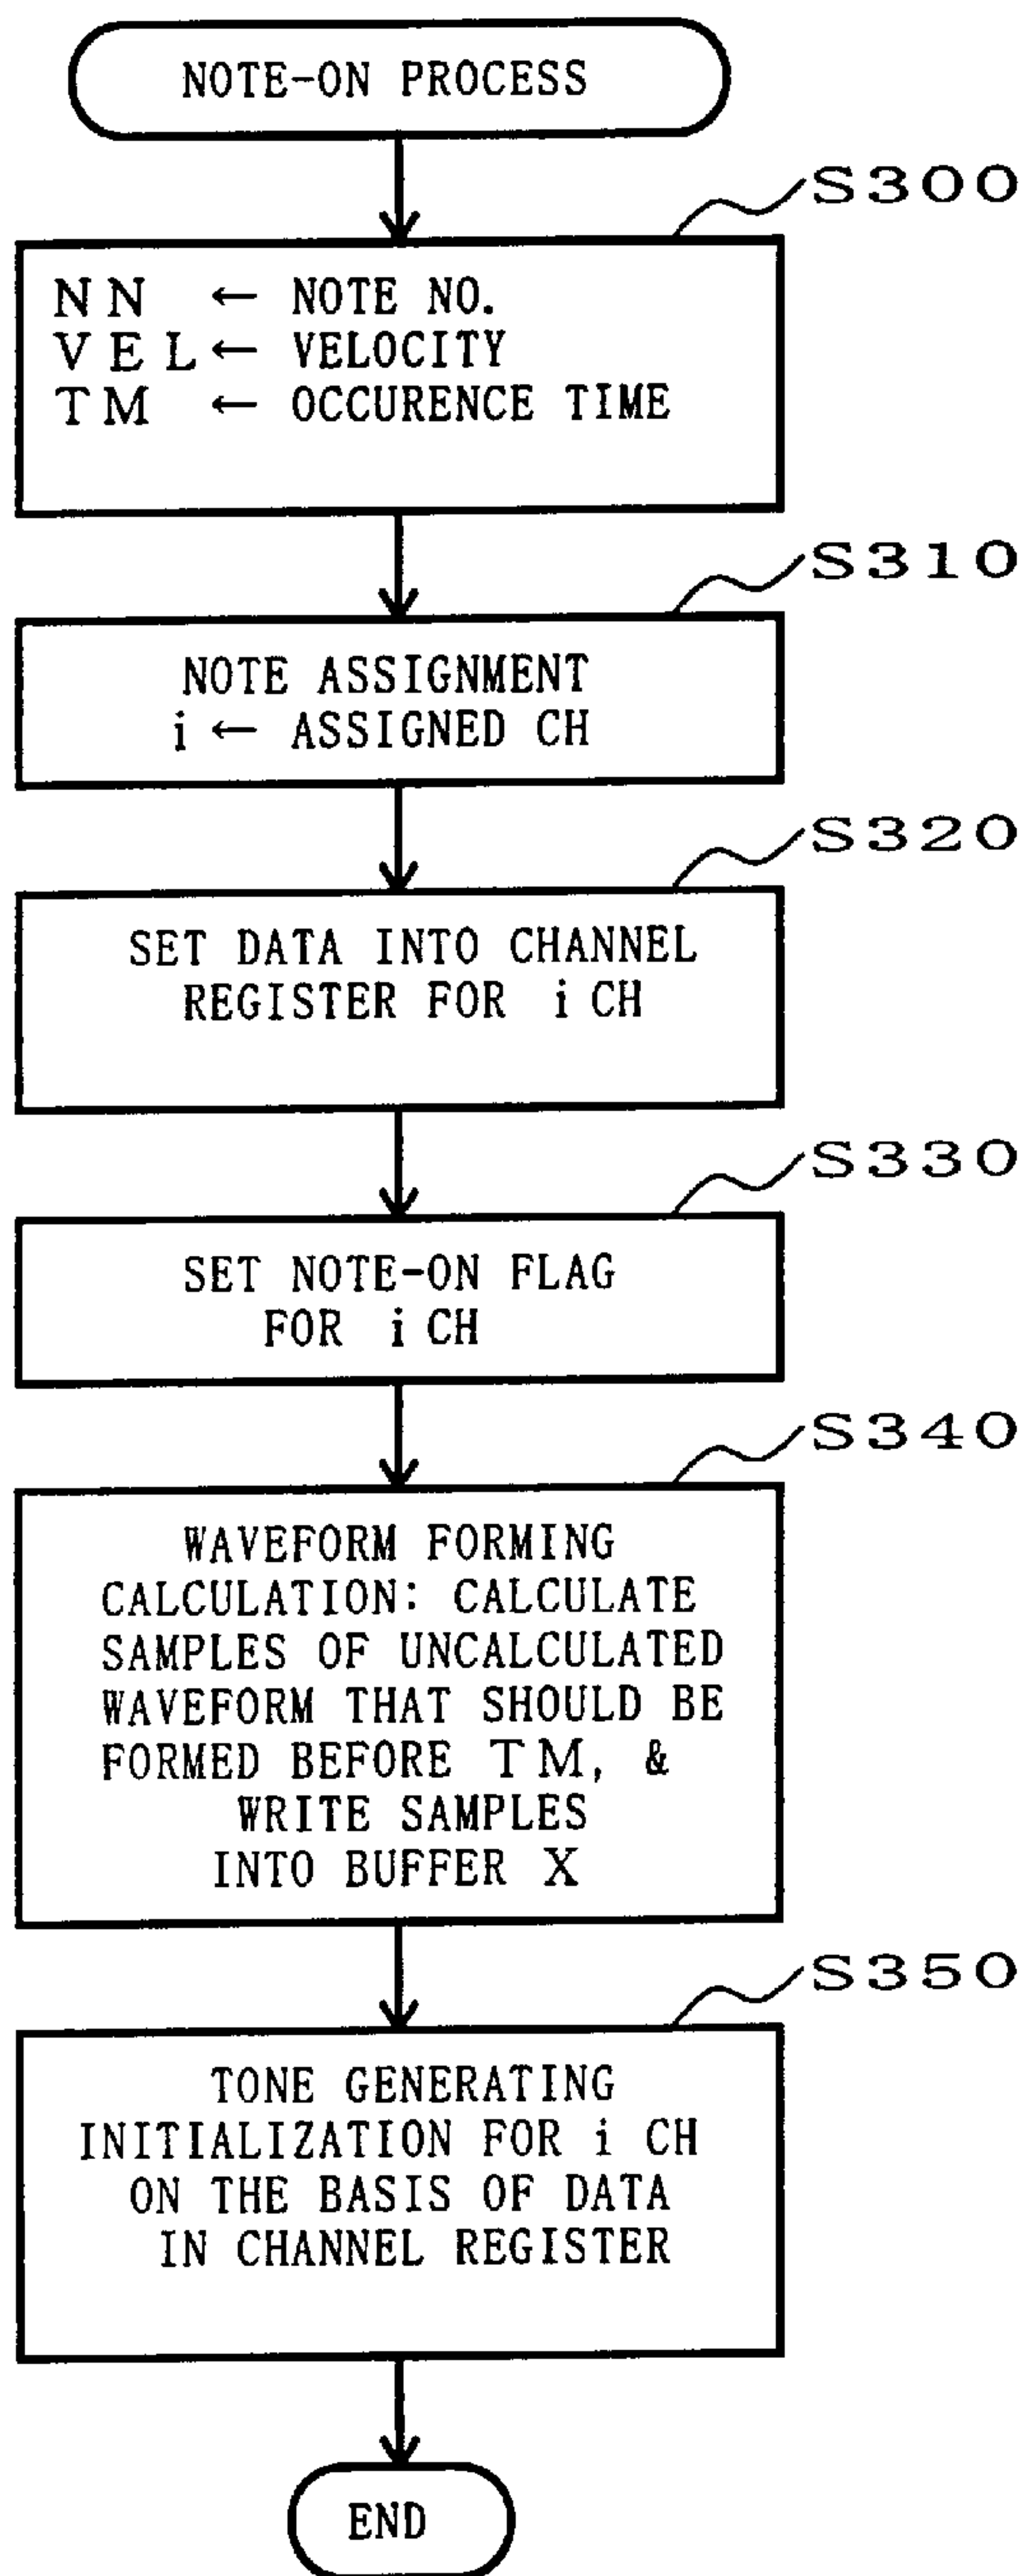 NOTE-ON PROCESS
S300
NN ← NOTE NO.
VEL ← VELOCITY
TM ← OCCURENCE TIME
S310
NOTE ASSIGNMENT
i ← ASSIGNED CH
S320
SET DATA INTO CHANNEL
REGISTER FOR i CH
S330
SET NOTE-ON FLAG
FOR i CH
S340
WAVEFORM FORMING
CALCULATION: CALCULATE
SAMPLES OF UNCALCULATED
WAVEFORM THAT SHOULD BE
FORMED BEFORE TM, &
WRITE SAMPLES
INTO BUFFER X
S350
TONE GENERATING
INITIALIZATION FOR i CH
ON THE BASIS OF DATA
IN CHANNEL REGISTER
END